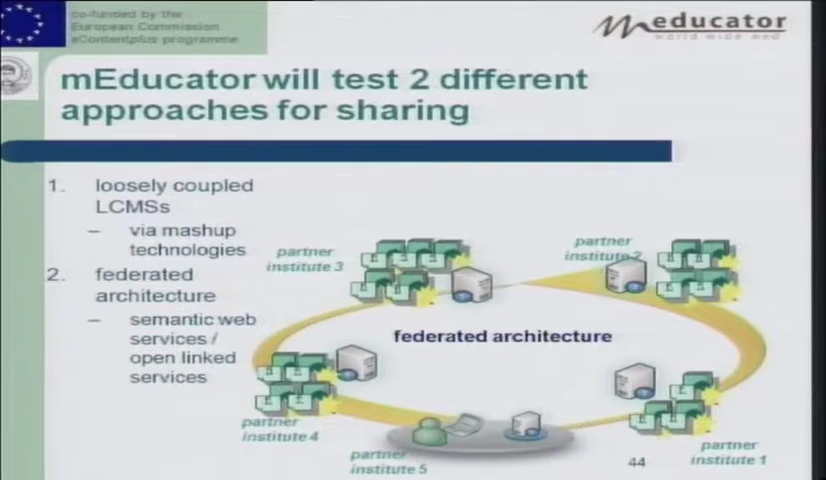 co-funded by the
European Commission
eContentplus programme
meducator
world wide med
mEducator will test 2 different
approaches for sharing
1. loosely coupled
LCMSs
– via mashup
technologies
2. federated
architecture
– semantic web
services /
open linked
services
partner
institute 3
partner
institute 2
federated architecture
partner
institute 4
partner
institute 5
partner
institute 1
44